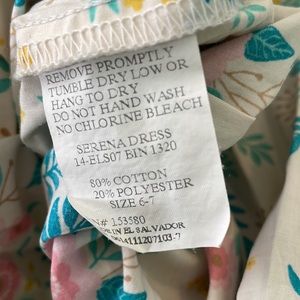 REMOVE PROMPTLY
TUMBLE DRY LOW OR
HANG TO DRY
DO NOT HAND WASH
NO CHLORINE BLEACH
SERENA DRESS
14-ELS07 BIN 1320
80% COTTON
20% POLYESTER
SIZE 6-7
# 153580
IN EL SALVADOR